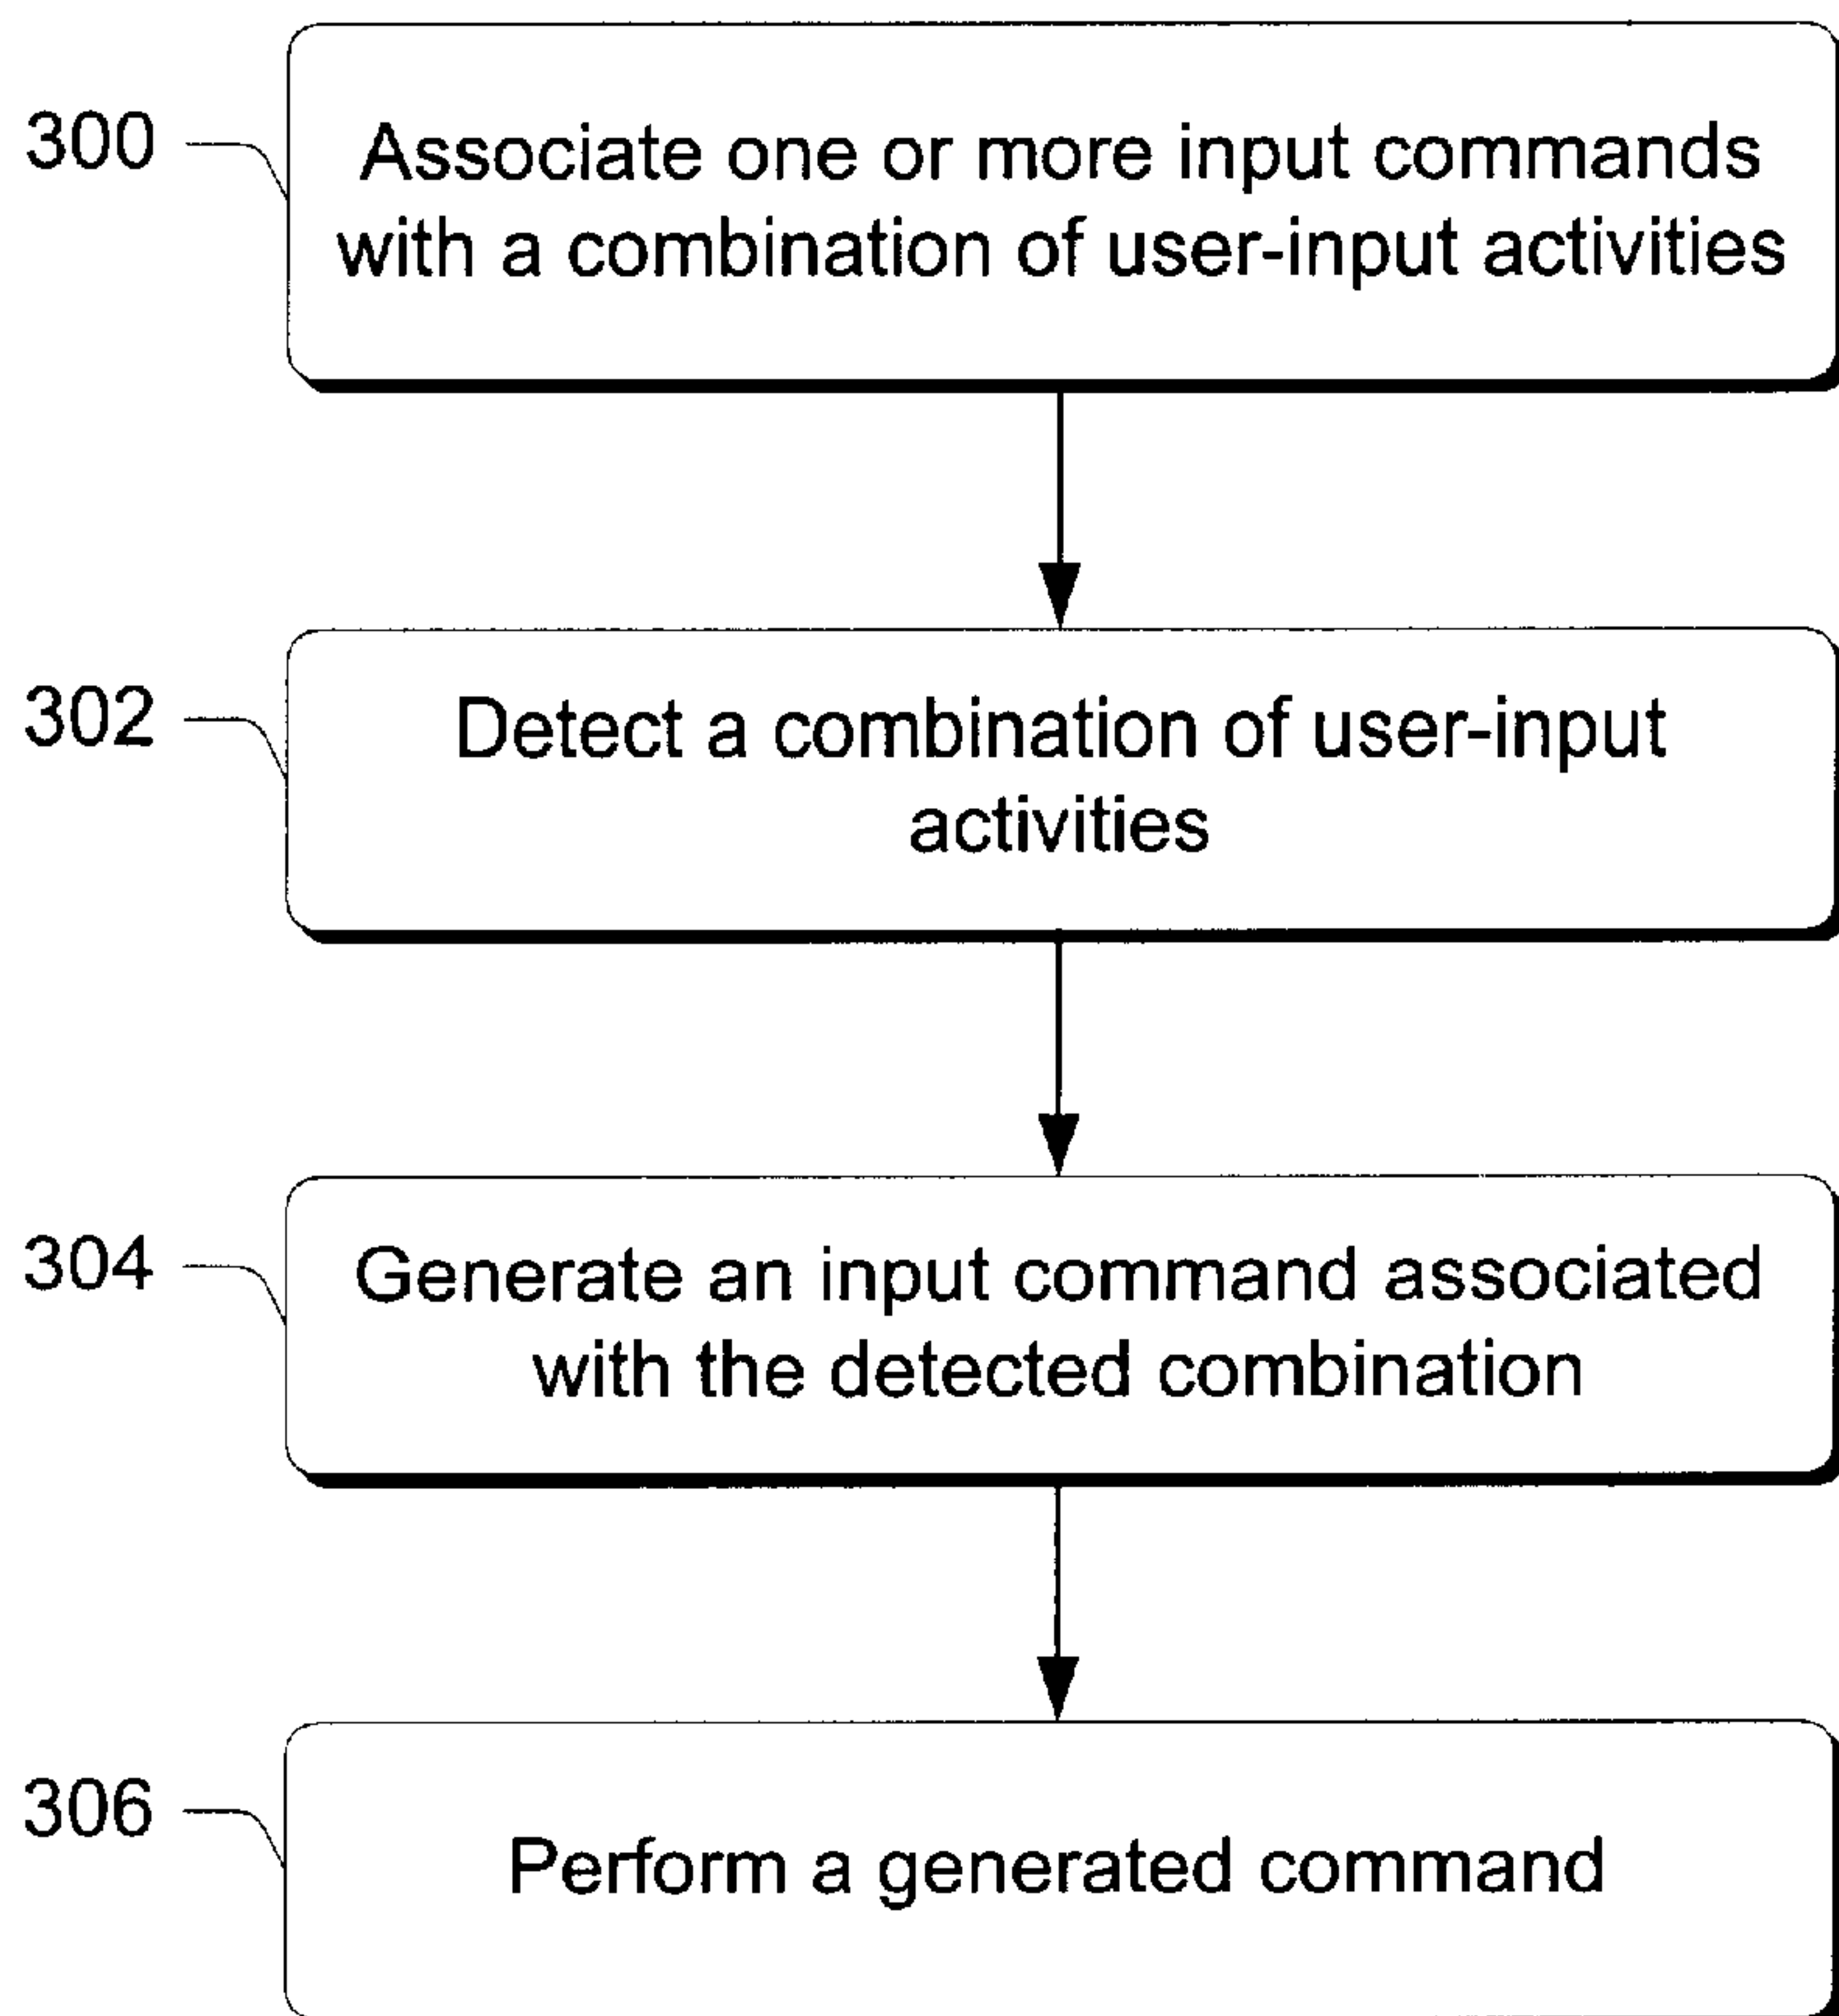 300
Associate one or more input commands
with a combination of user-input activities
302
Detect a combination of user-input
activities
304
Generate an input command associated
with the detected combination
306
Perform a generated command